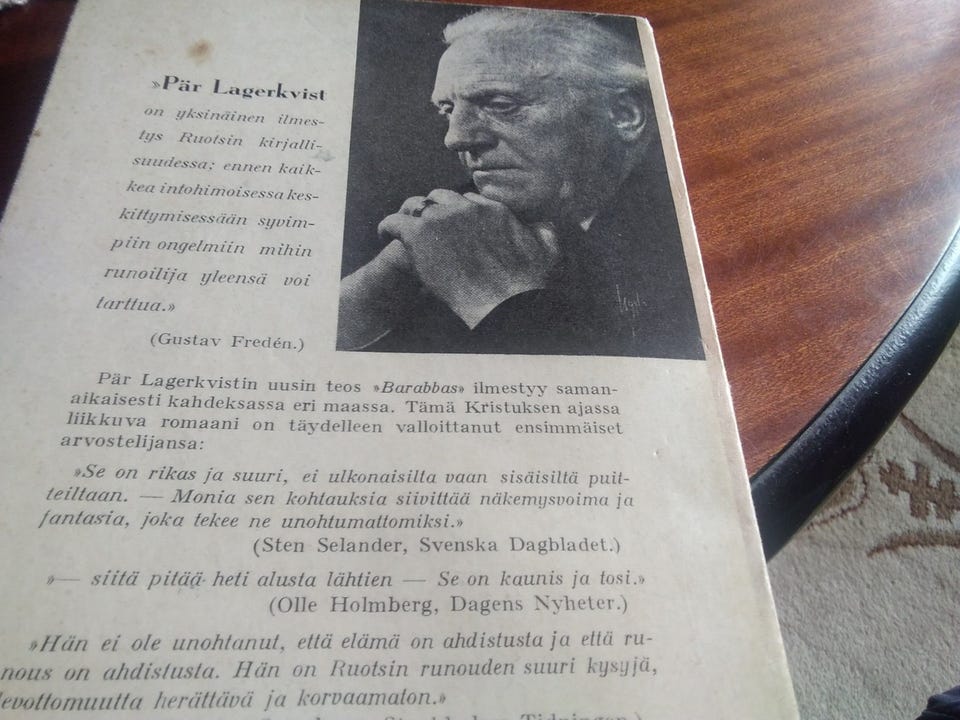 »Pär Lagerkvist
on yksinäinen ilmes-
tys Ruotsin kirjalli-
suudessa; ennen kaik-
kea intohimoisessa kes-
kittymisessään syvim-
piin ongelmiin mihin
runoilija yleensä voi
tarttua.»
(Gustav Fredén.)
Pär Lagerkvistin uusin teos »Barabbas» ilmestyy saman-
aikaisesti kahdeksassa eri maassa. Tämä Kristuksen ajassa
liikkuva romaani on täydelleen valloittanut ensimmäiset
arvostelijansa:
»Se on rikas ja suuri, ei ulkonaisilta vaan sisäisiltä puit-
teiltaan. — Monia sen kohtauksia siivittää näkemysvoima ja
fantasia, joka tekee ne unohtumattomiksi.»
(Sten Selander, Svenska Dagbladet.)
»— siitä pitää heti alusta lähtien — Se on kaunis ja tosi.»
(Olle Holmberg, Dagens Nyheter.)
»Hän ei ole unohtanut, että elämä on ahdistusta ja että ru-
nous on ahdistusta. Hän on Ruotsin runouden suuri kysyjä,
levottomuutta herättävä ja korvaamaton.»
Tidningen.)